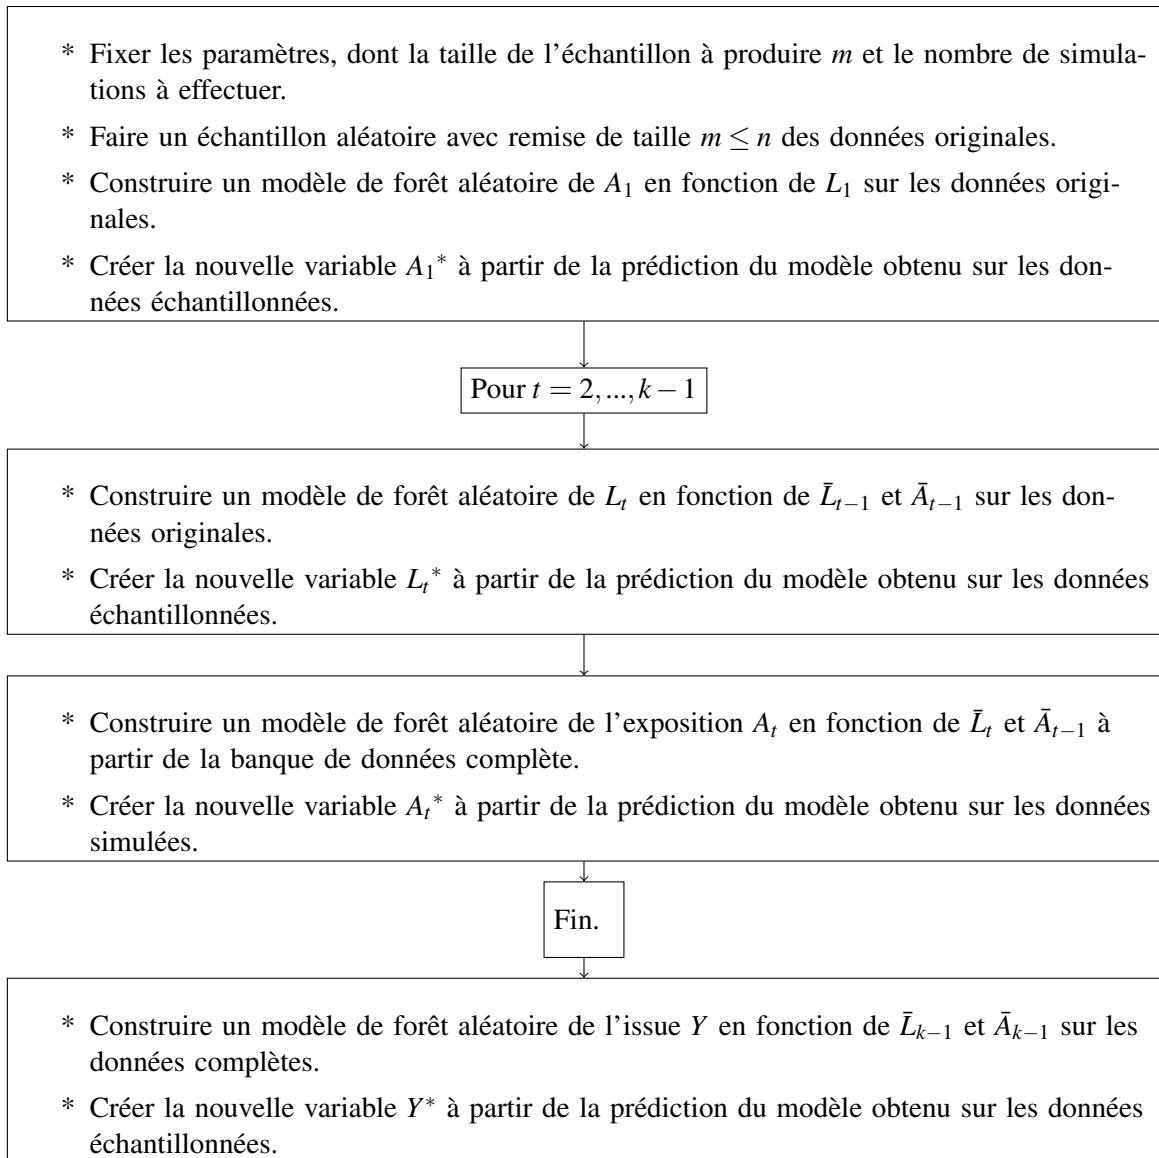 * Fixer les paramètres, dont la taille de l'échantillon à produire m et le nombre de simula-
tions à effectuer.
* Faire un échantillon aléatoire avec remise de taille m ≤ n des données originales.
* Construire un modèle de forêt aléatoire de A₁ en fonction de L₁ sur les données origi-
nales.
* Créer la nouvelle variable A₁* à partir de la prédiction du modèle obtenu sur les don-
nées échantillonnées.
Pour t = 2,...,k − 1
* Construire un modèle de forêt aléatoire de Lₜ en fonction de L̄ₜ₋₁ et Āₜ₋₁ sur les don-
nées originales.
* Créer la nouvelle variable Lₜ* à partir de la prédiction du modèle obtenu sur les données
échantillonnées.
* Construire un modèle de forêt aléatoire de l'exposition Aₜ en fonction de L̄ₜ et Āₜ₋₁ à
partir de la banque de données complète.
* Créer la nouvelle variable Aₜ* à partir de la prédiction du modèle obtenu sur les données
simulées.
Fin.
* Construire un modèle de forêt aléatoire de l'issue Y en fonction de L̄ₖ₋₁ et Āₖ₋₁ sur les
données complètes.
* Créer la nouvelle variable Y* à partir de la prédiction du modèle obtenu sur les données
échantillonnées.